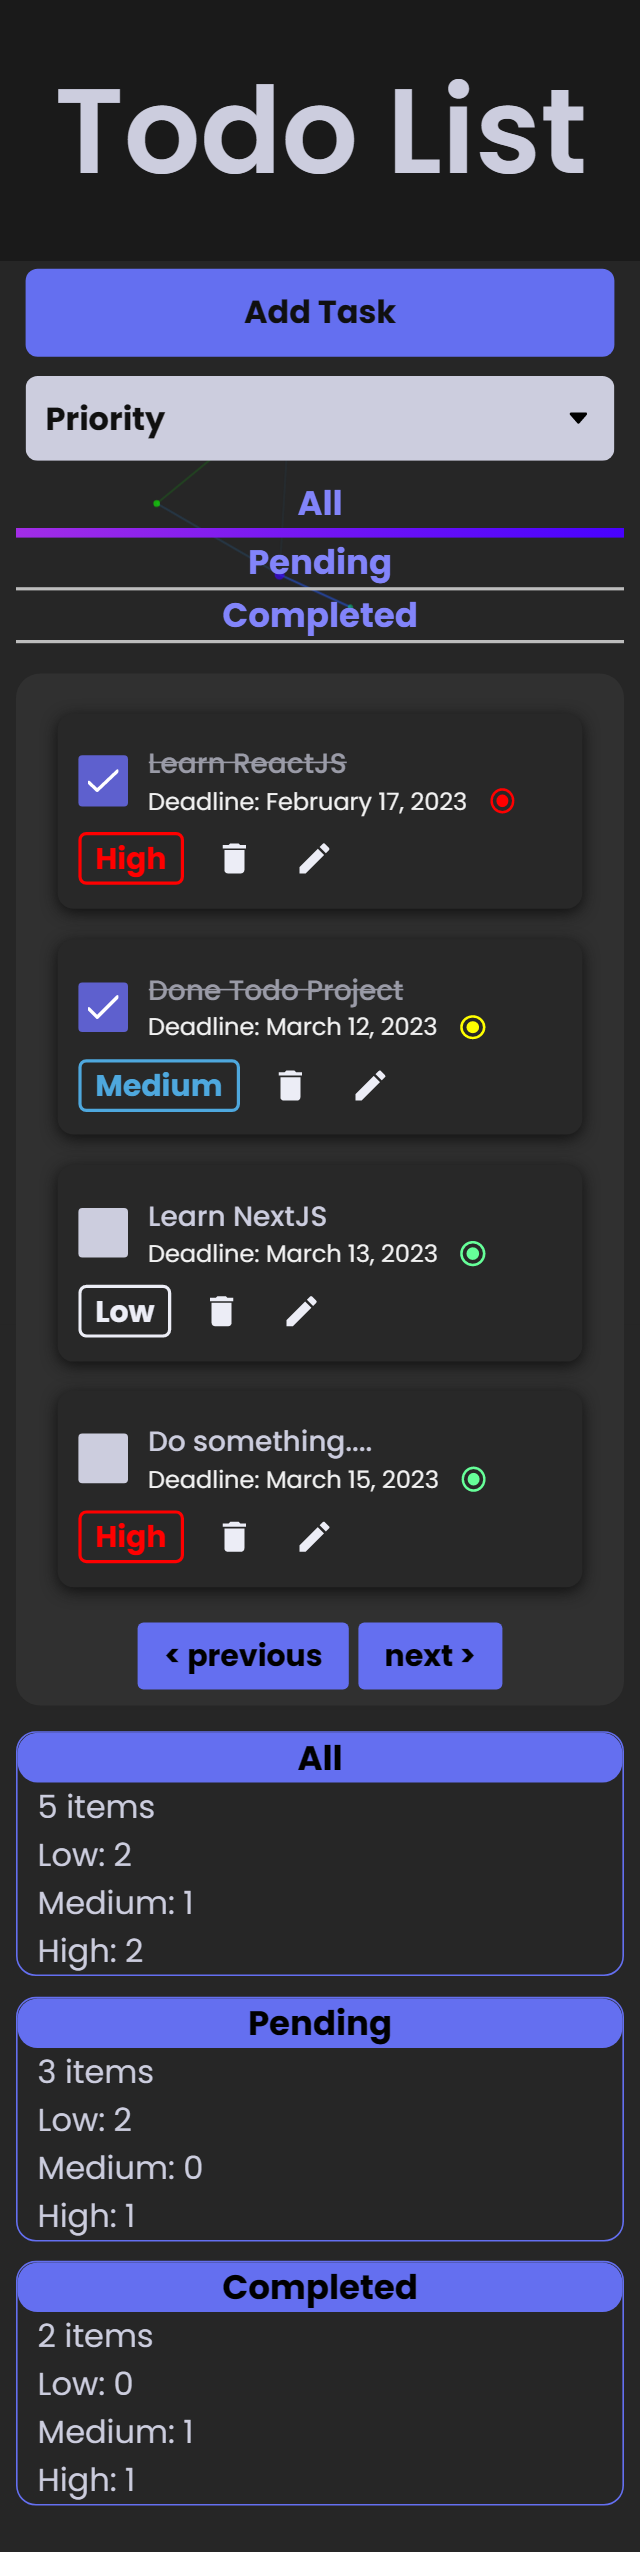 Todo List
Add Task
Priority
All
Pending
Completed
Learn ReactJS
Deadline: February 17, 2023
High
Done Todo Project
Deadline: March 12, 2023
Medium
Learn NextJS
Deadline: March 13, 2023
Low
Do something....
Deadline: March 15, 2023
High
< previous next >
All
5 items
Low: 2
Medium: 1
High: 2
Pending
3 items
Low: 2
Medium: 0
High: 1
Completed
2 items
Low: 0
Medium: 1
High: 1